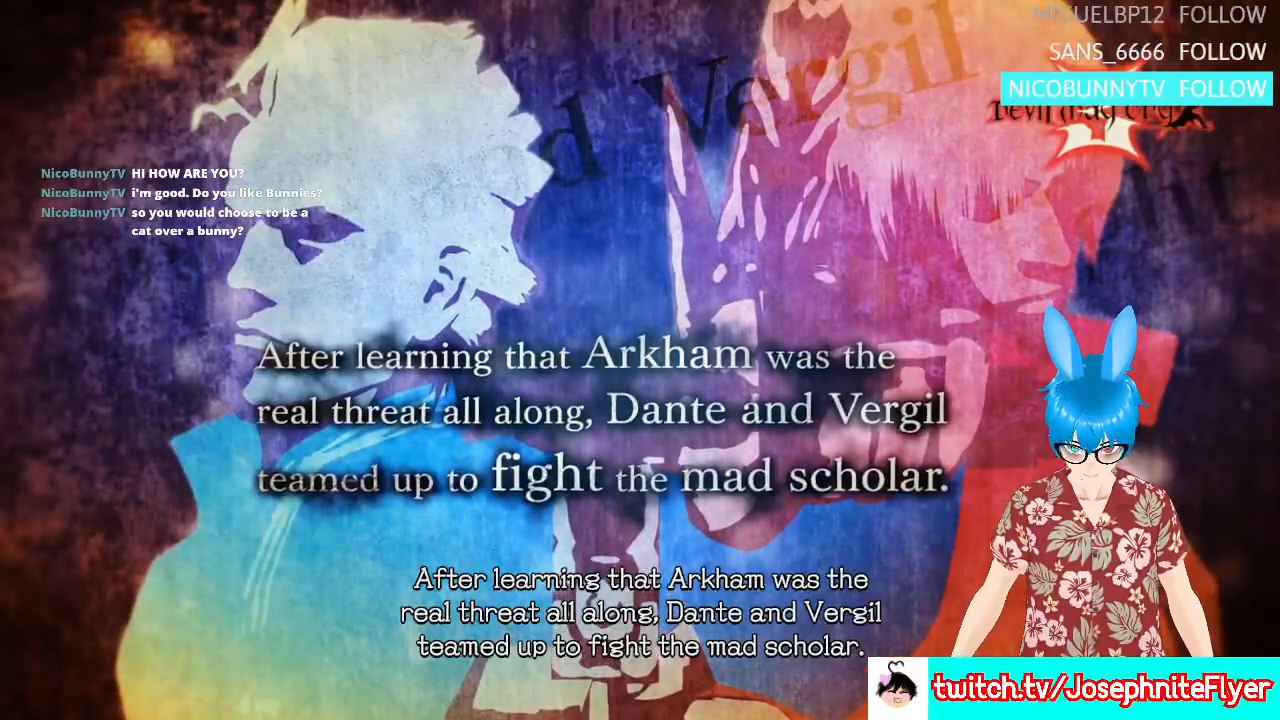 MIGUELBP12 FOLLOW
SANS_6666 FOLLOW
NICOBUNNYTV FOLLOW
Devil May Cry
5
d Vergil
ght
NicoBunnyTV HI HOW ARE YOU?
NicoBunnyTV i'm good. Do you like Bunnies?
NicoBunnyTV so you would choose to be a
cat over a bunny?
After learning that Arkham was the
real threat all along, Dante and Vergil
teamed up to fight the mad scholar.
After learning that Arkham was the
real threat all along, Dante and Vergil
teamed up to fight the mad scholar.
twitch.tv/JosephniteFlyer